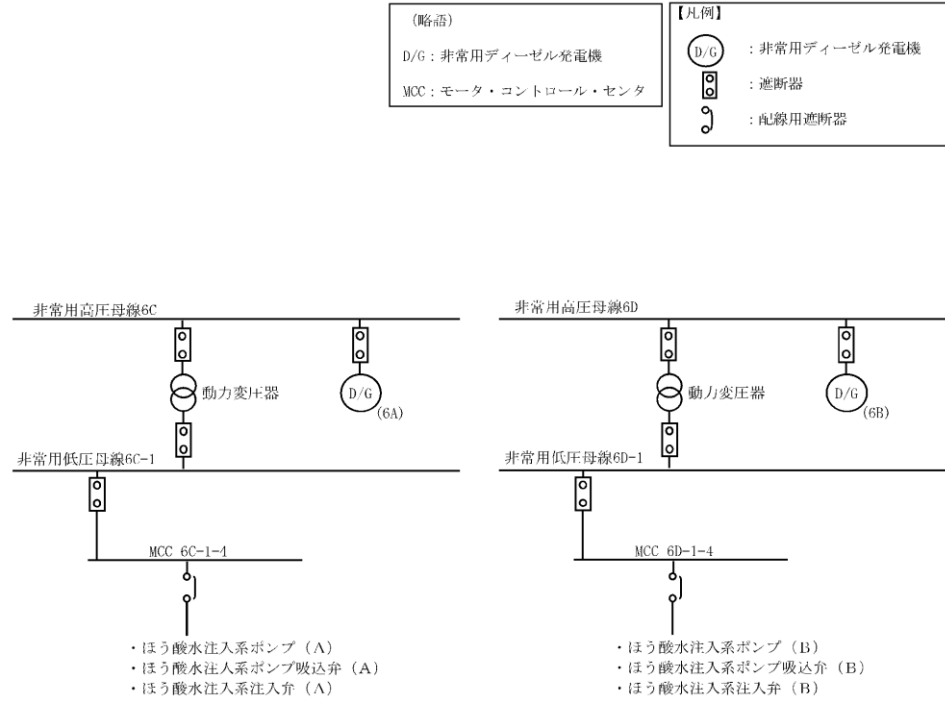 (略語)
D/G:非常用ディーゼル発電機
MCC:モータ・コントロール・センタ
【凡例】
D/G :非常用ディーゼル発電機
:遮断器
:配線用遮断器
非常用高圧母線6C
動力変圧器
D/G
(6A)
非常用低圧母線6C-1
MCC 6C-1-4
・ほう酸水注入系ポンプ(A)
・ほう酸水注入系ポンプ吸込弁(A)
・ほう酸水注入系注入弁(A)
非常用高圧母線6D
動力変圧器
D/G
(6B)
非常用低圧母線6D-1
MCC 6D-1-4
・ほう酸水注入系ポンプ(B)
・ほう酸水注入系ポンプ吸込弁(B)
・ほう酸水注入系注入弁(B)